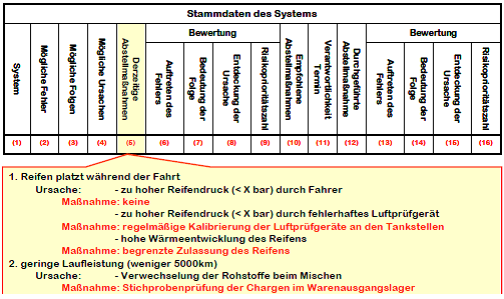 Stammdaten des Systems
Bewertung
Bewertung
System
Mögliche Fehler
Mögliche Folgen
Mögliche Ursachen
Derzeitige
Abstellmaßnahmen
Auftreten des
Fehlers
Bedeutung der
Folge
Entdeckung der
Ursache
Risikoprioritätszahl
Empfohlene
Abstellmaßnahmen
Verantwortlichkeit
Termin
Durchgeführte
Abstellmaßnahme
Auftreten des
Fehlers
Bedeutung der
Folge
Entdeckung der
Ursache
Risikoprioritätszahl
(1) (2) (3) (4) (5) (6) (7) (8) (9) (10) (11) (12) (13) (14) (15) (16)
1. Reifen platzt während der Fahrt
Ursache: - zu hoher Reifendruck (< X bar) durch Fahrer
Maßnahme: keine
- zu hoher Reifendruck (< X bar) durch fehlerhaftes Luftprüfgerät
Maßnahme: regelmäßige Kalibrierung der Luftprüfgeräte an den Tankstellen
- hohe Wärmeentwicklung des Reifens
Maßnahme: begrenzte Zulassung des Reifens
2. geringe Laufleistung (weniger 5000km)
Ursache: - Verwechselung der Rohstoffe beim Mischen
Maßnahme: Stichprobenprüfung der Chargen im Warenausgangslager